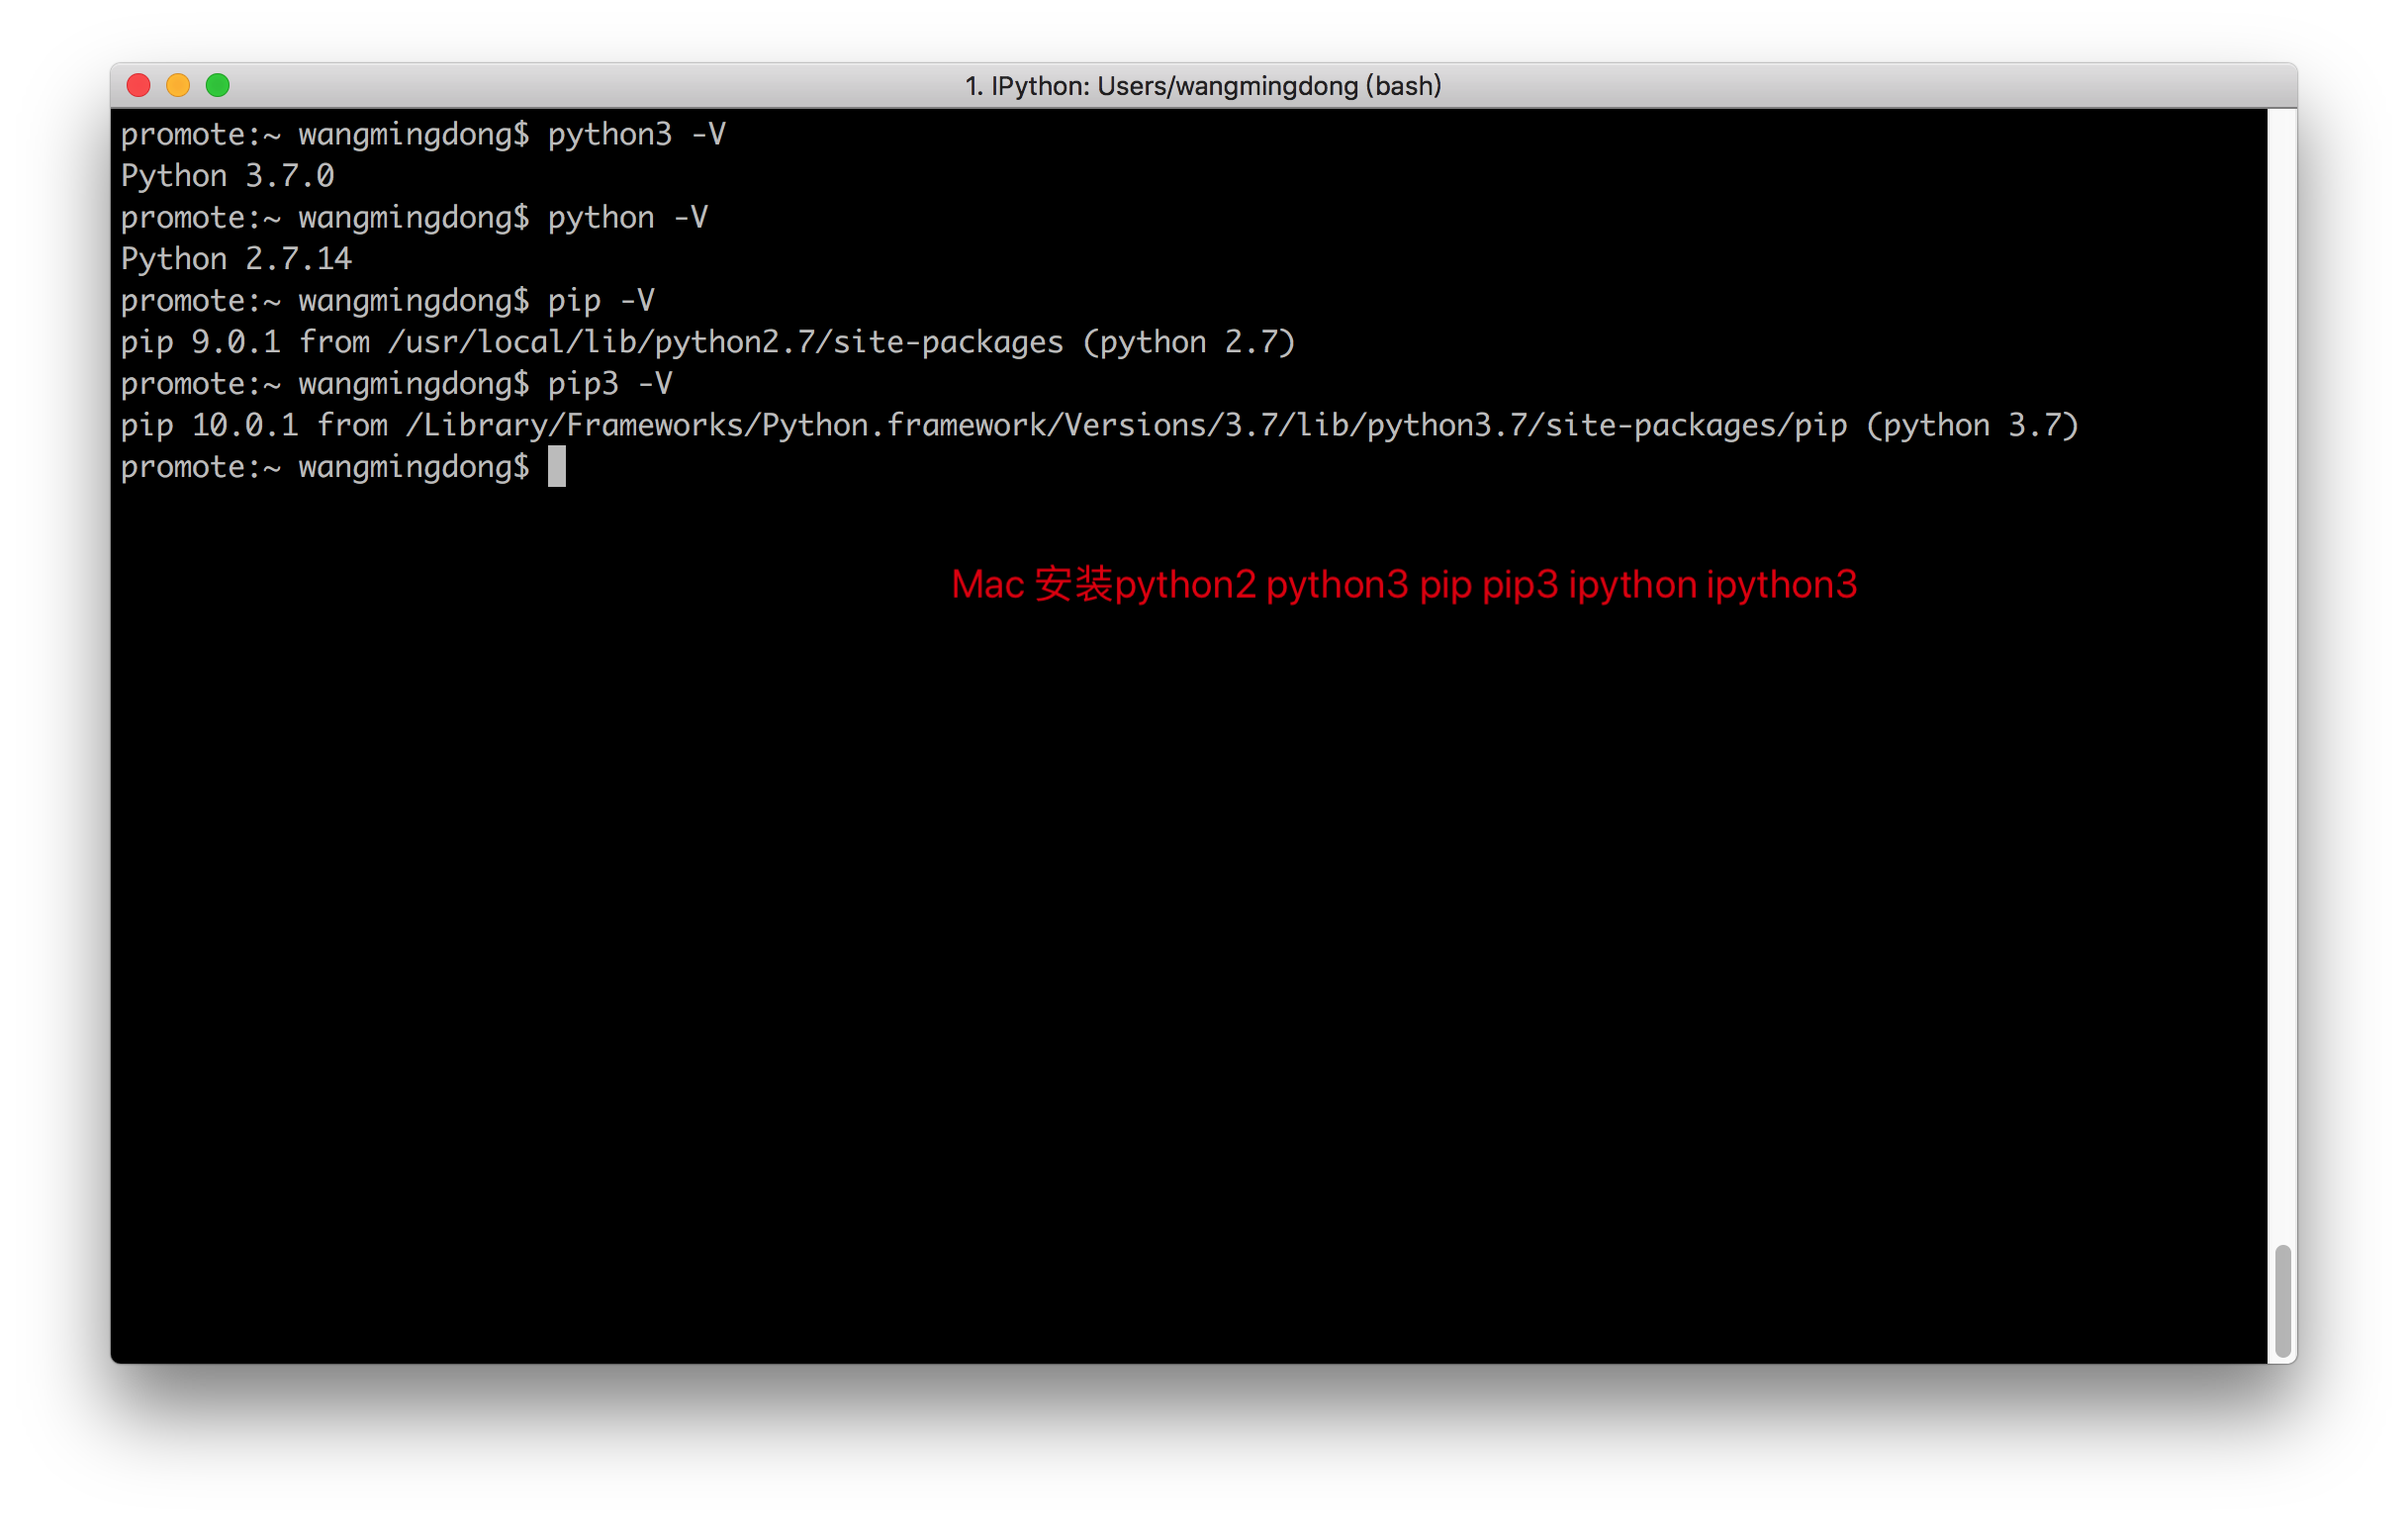 1. IPython: Users/wangmingdong (bash)
promote:~ wangmingdong$ python3 -V
Python 3.7.0
promote:~ wangmingdong$ python -V
Python 2.7.14
promote:~ wangmingdong$ pip -V
pip 9.0.1 from /usr/local/lib/python2.7/site-packages (python 2.7)
promote:~ wangmingdong$ pip3 -V
pip 10.0.1 from /Library/Frameworks/Python.framework/Versions/3.7/lib/python3.7/site-packages/pip (python 3.7)
promote:~ wangmingdong$
Mac 安装python2 python3 pip pip3 ipython ipython3